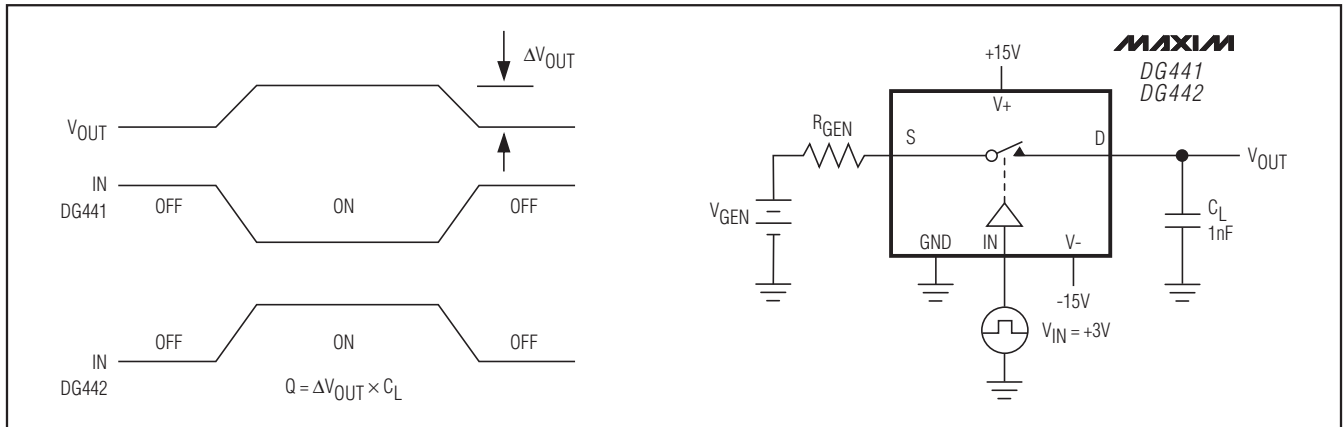 ΔVOUT
VOUT
IN
DG441
OFF ON OFF
IN
DG442
OFF ON OFF
Q = ΔVOUT × CL
MAXIM
DG441
DG442
+15V
V+
RGEN
S
D
VOUT
VGEN
CL
1nF
GND
IN
V-
-15V
VIN = +3V